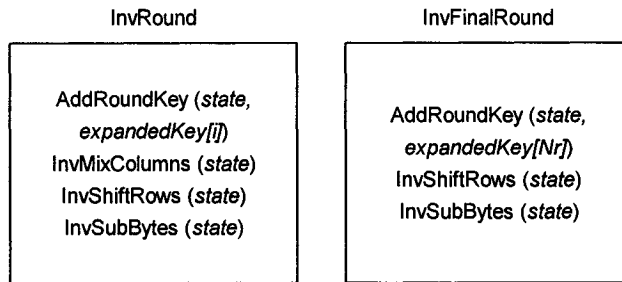 InvRound
AddRoundKey (state,
expandedKey[i])
InvMixColumns (state)
InvShiftRows (state)
InvSubBytes (state)
InvFinalRound
AddRoundKey (state,
expandedKey[Nr])
InvShiftRows (state)
InvSubBytes (state)